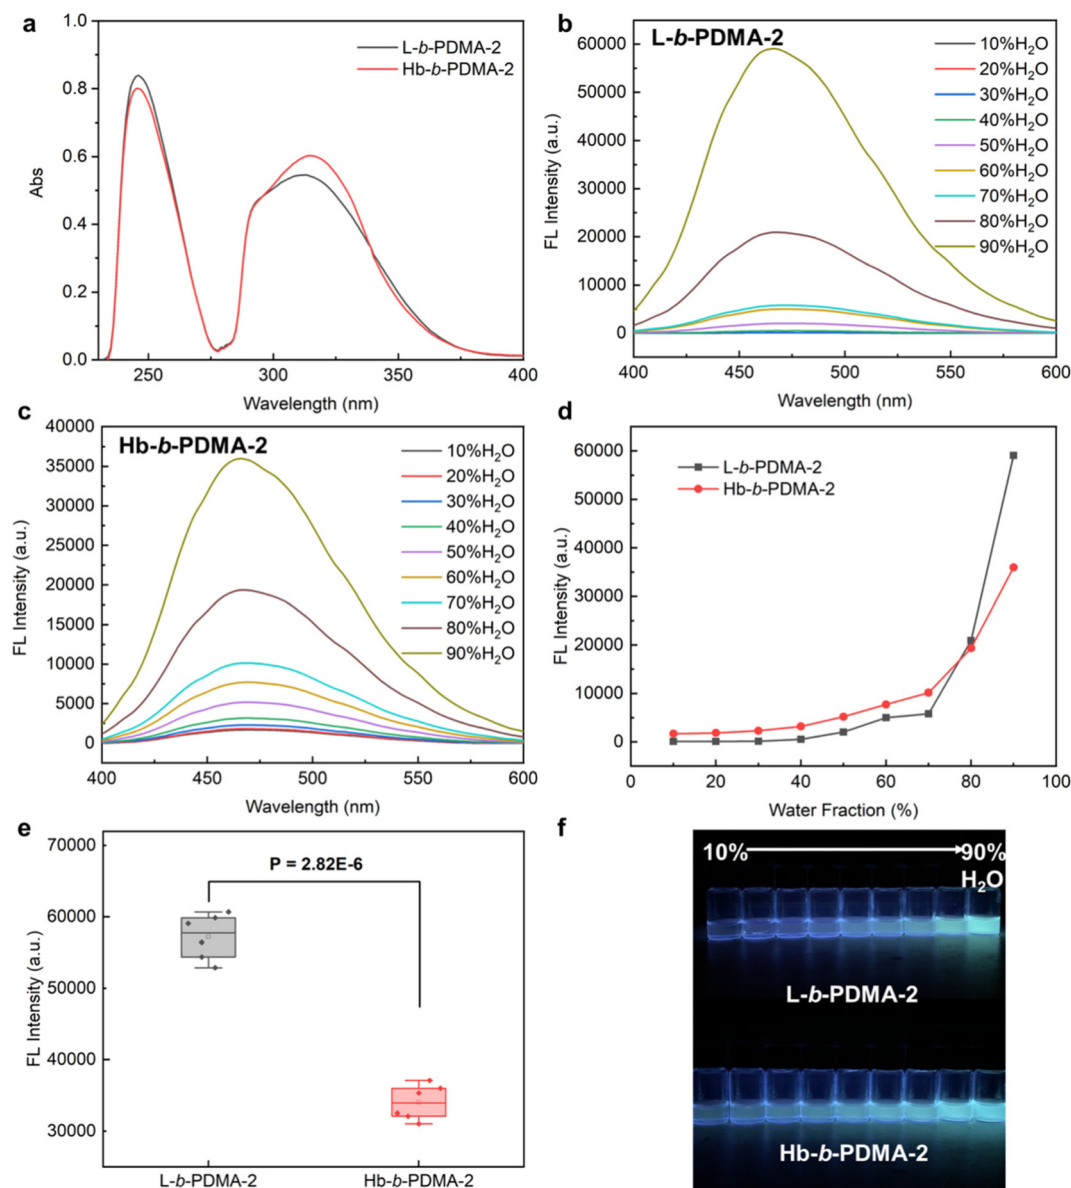 a
1.0
0.8
0.6
0.4
0.2
0.0
Abs
L-b-PDMA-2
Hb-b-PDMA-2
250
300
350
400
Wavelength (nm)
b
L-b-PDMA-2
60000
50000
40000
30000
20000
10000
0
FL Intensity (a.u.)
10%H₂O
20%H₂O
30%H₂O
40%H₂O
50%H₂O
60%H₂O
70%H₂O
80%H₂O
90%H₂O
400
450
500
550
600
Wavelength (nm)
c
Hb-b-PDMA-2
40000
35000
30000
25000
20000
15000
10000
5000
0
FL Intensity (a.u.)
10%H₂O
20%H₂O
30%H₂O
40%H₂O
50%H₂O
60%H₂O
70%H₂O
80%H₂O
90%H₂O
400
450
500
550
600
Wavelength (nm)
d
60000
50000
40000
30000
20000
10000
0
FL Intensity (a.u.)
L-b-PDMA-2
Hb-b-PDMA-2
0
20
40
60
80
100
Water Fraction (%)
e
70000
60000
50000
40000
30000
FL Intensity (a.u.)
P = 2.82E-6
L-b-PDMA-2
Hb-b-PDMA-2
f
10%
90%
H₂O
L-b-PDMA-2
Hb-b-PDMA-2